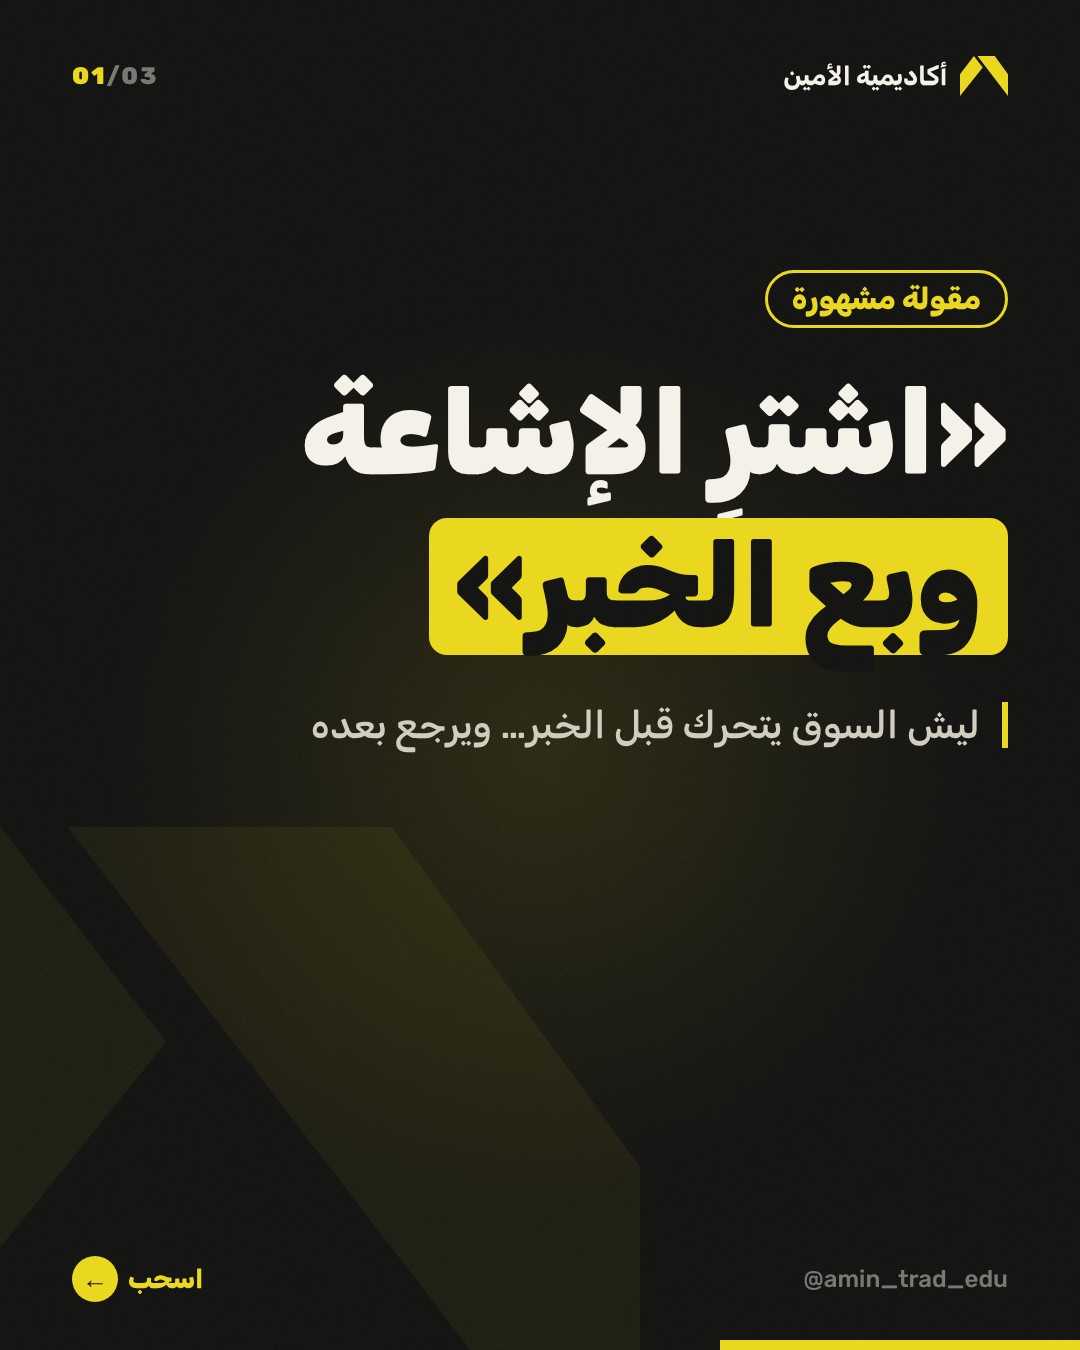 أكاديمية الأمين
01/03
مقولة مشهورة
«اشترِ الإشاعة
وبع الخبر»
ليش السوق يتحرك قبل الخبر... ويرجع بعده
@amin_trad_edu
اسحب ←